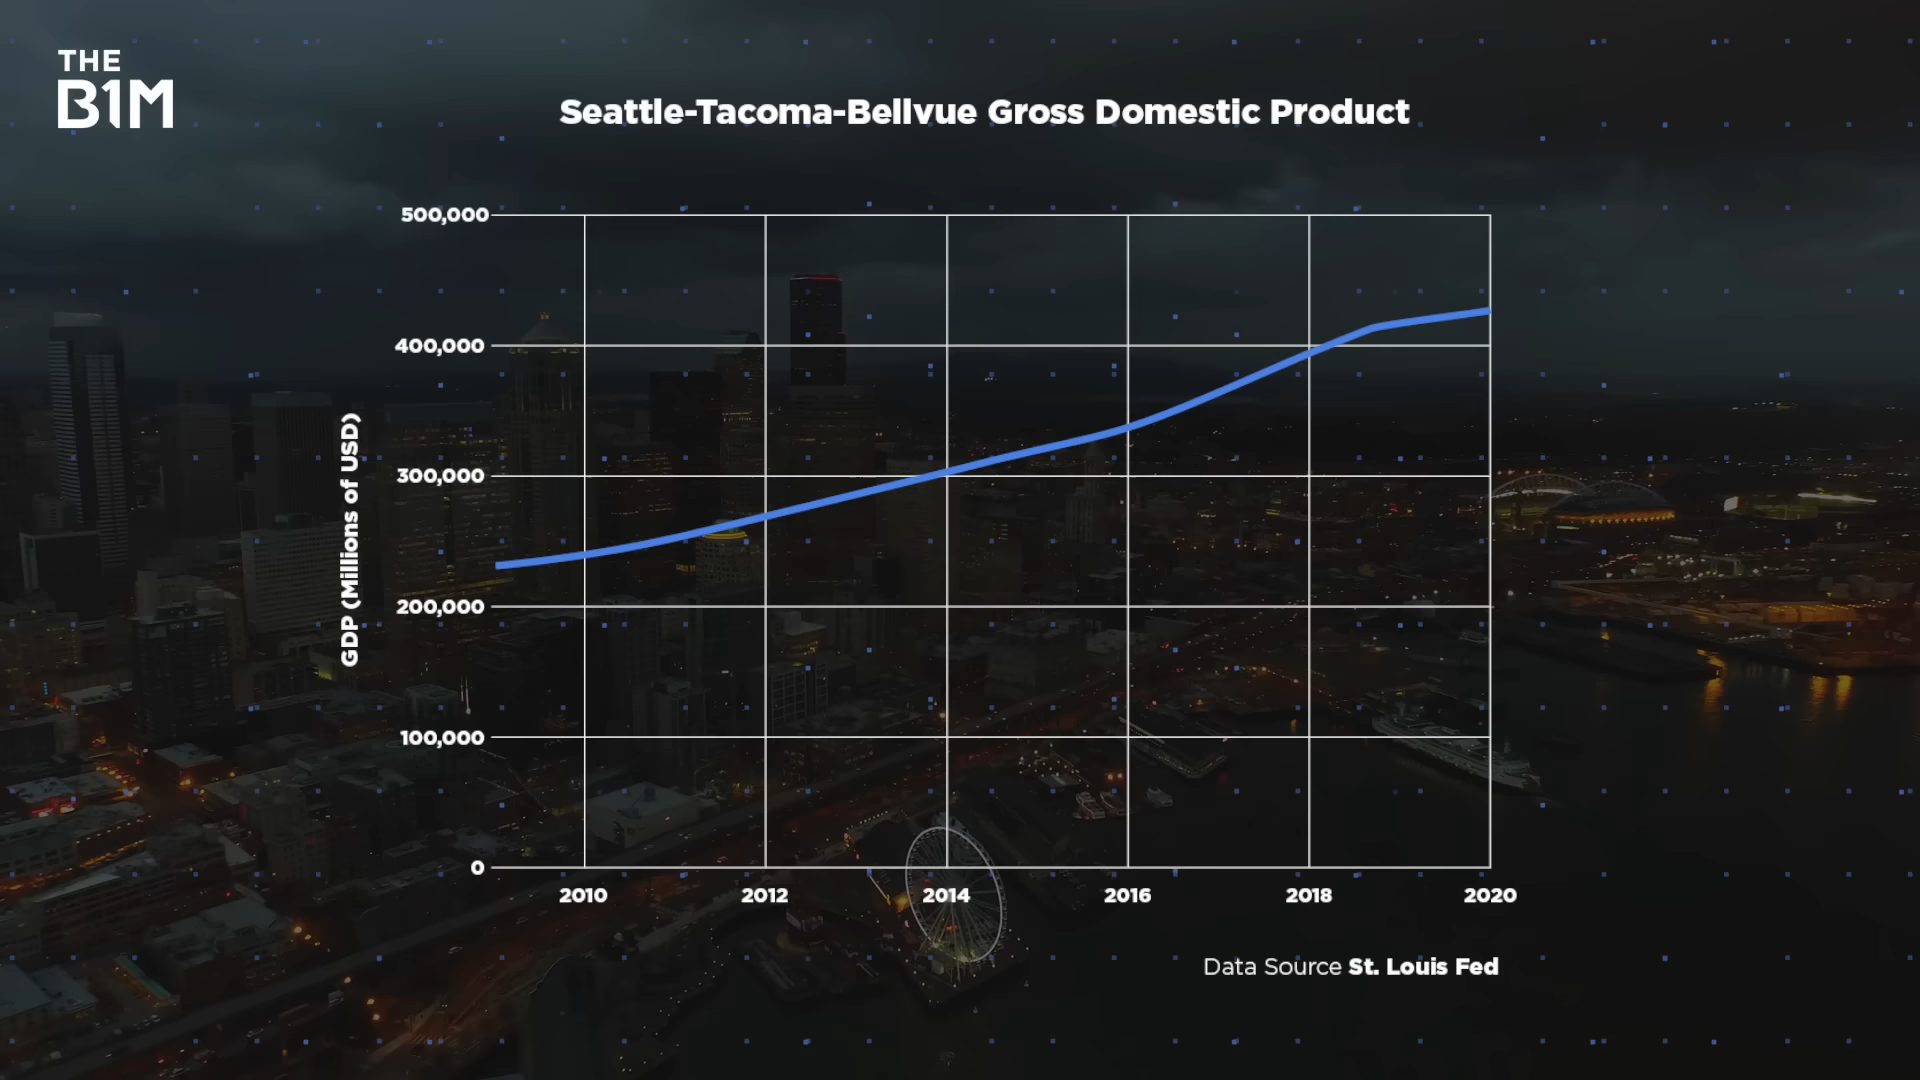 THE
B1M
Seattle-Tacoma-Bellvue Gross Domestic Product
GDP (Millions of USD)
500,000
400,000
300,000
200,000
100,000
0
2010 2012 2014 2016 2018 2020
Data Source St. Louis Fed